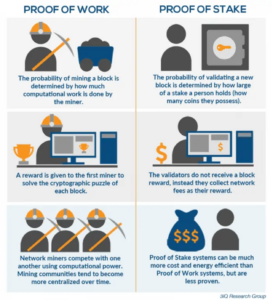 PROOF OF WORK
PROOF OF STAKE
The probability of mining a block is
determined by how much
computational work is done by
the miner.
The probability of validating a new
block is determined by how large
of a stake a person holds (how
many coins they possess).
A reward is given to the first miner to
solve the cryptographic puzzle of
each block.
$
$
The validators do not receive a block
reward, instead they collect network
fees as their reward.
Network miners compete with one
another using computational power.
Mining communities tend to become
more centralized over time.
$$$
Proof of Stake systems can be much
more cost and energy efficient than
Proof of Work systems, but are
less proven.
Research Group